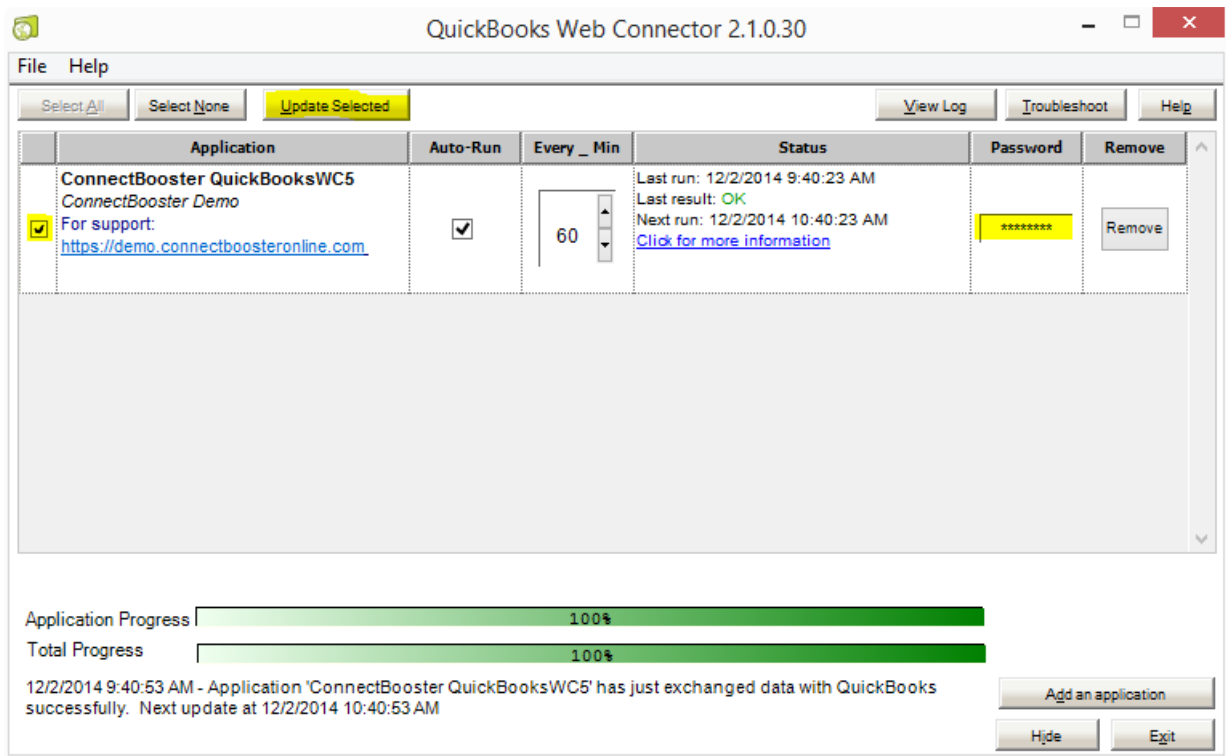 QuickBooks Web Connector 2.1.0.30
File Help
Select All Select None Update Selected View Log Troubleshoot Help
Application Auto-Run Every _ Min Status Password Remove
ConnectBooster QuickBooksWC5
ConnectBooster Demo
For support:
https://demo.connectboosteronline.com
60
Last run: 12/2/2014 9:40:23 AM
Last result: OK
Next run: 12/2/2014 10:40:23 AM
Click for more information
********
Remove
Application Progress 100%
Total Progress 100%
12/2/2014 9:40:53 AM - Application 'ConnectBooster QuickBooksWC5' has just exchanged data with QuickBooks
successfully. Next update at 12/2/2014 10:40:53 AM
Add an application
Hide Exit